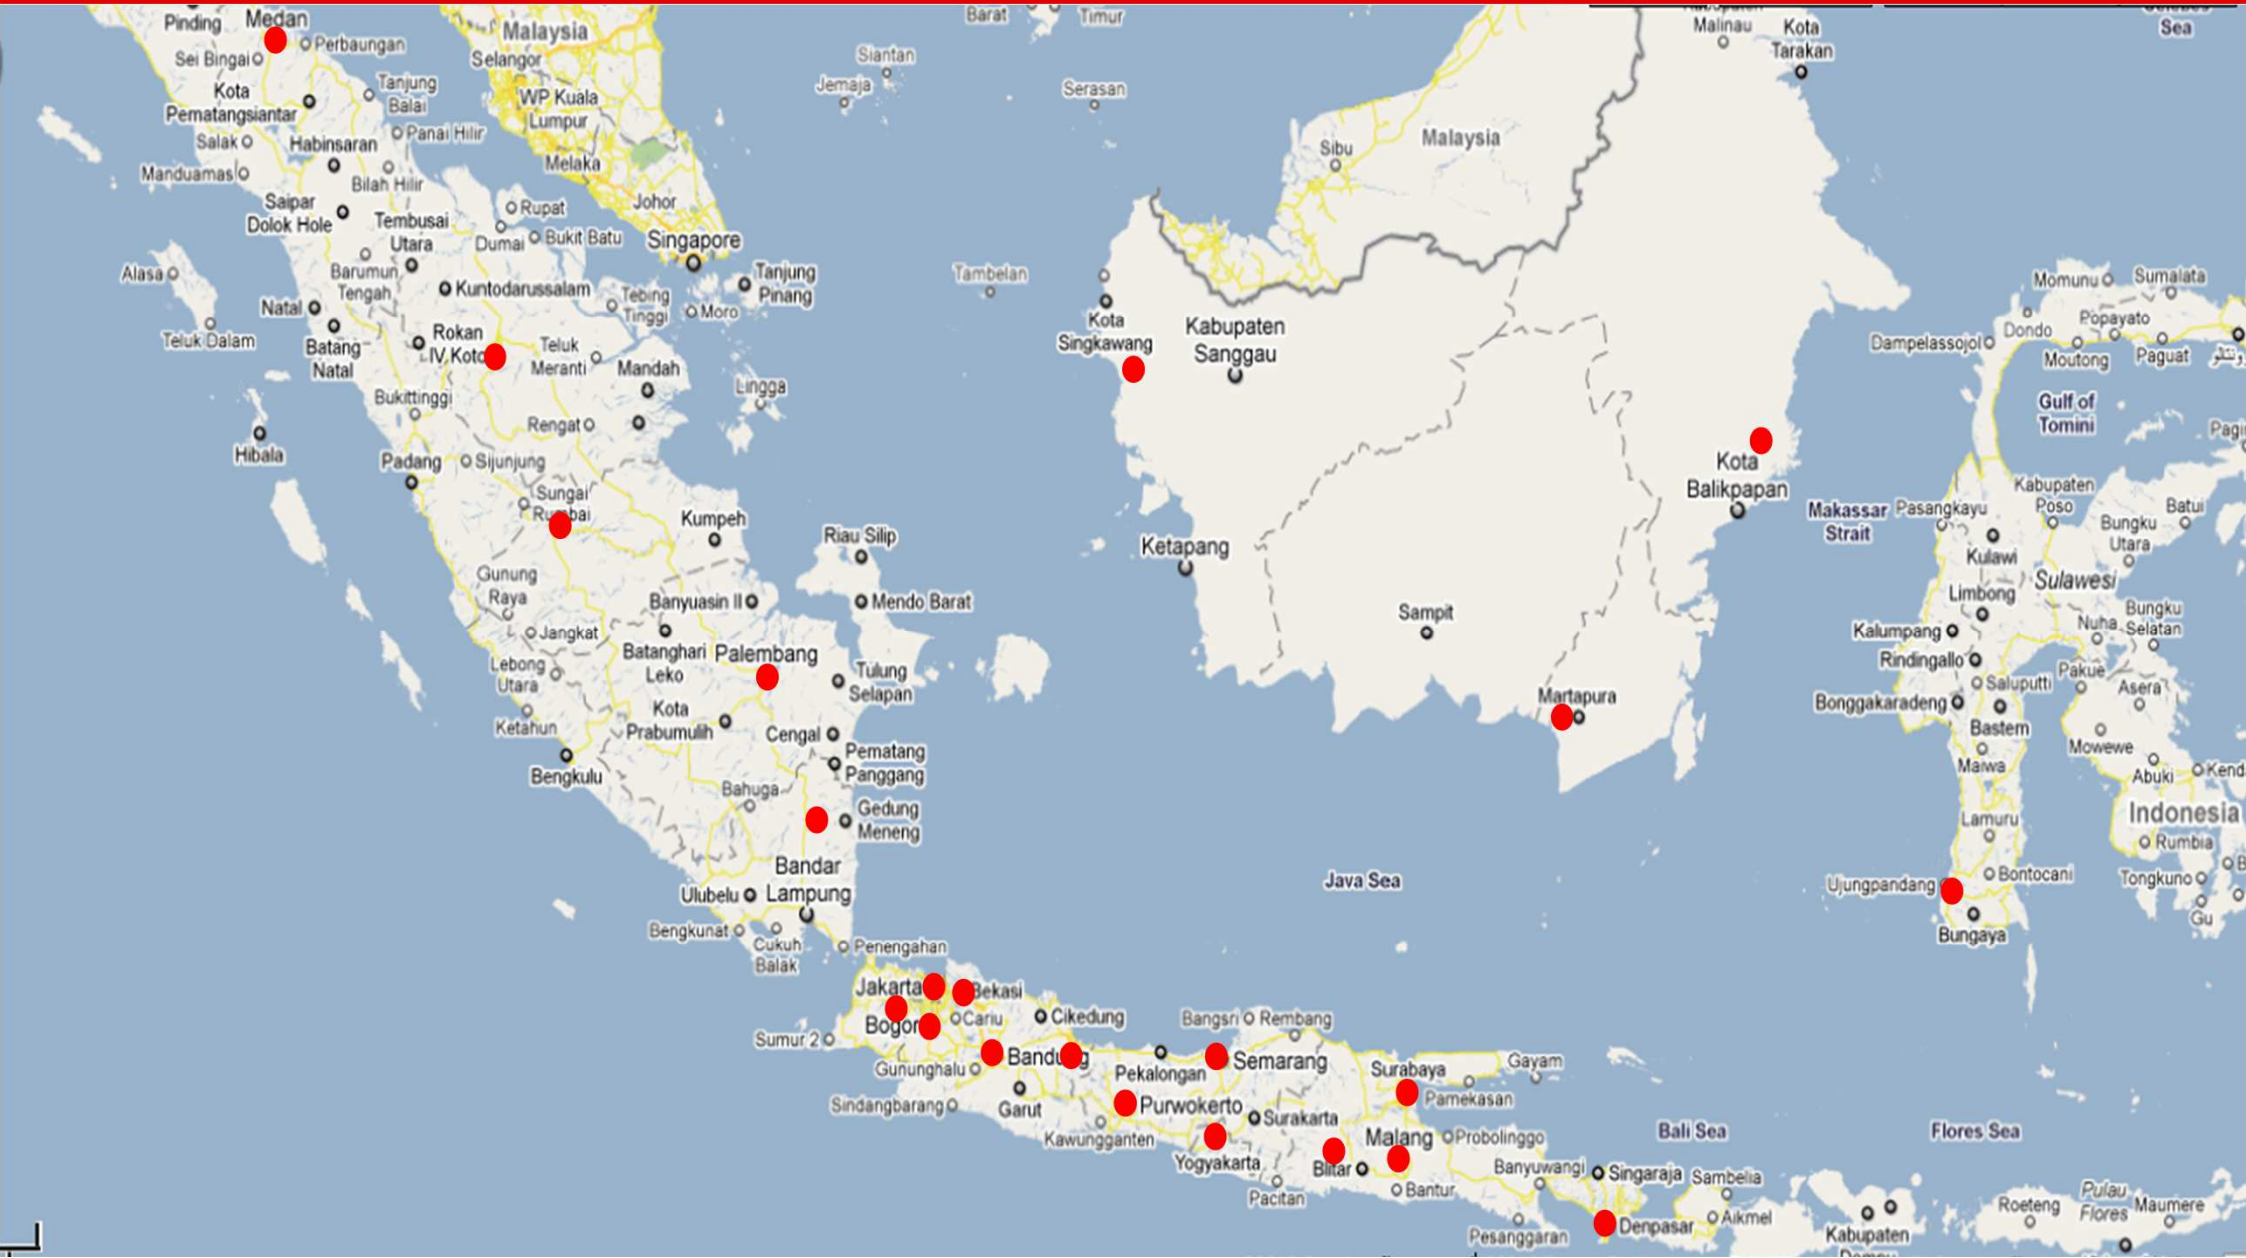 Pinding
Medan
Perbaungan
Sei Bingai
Kota
Pematangsiantar
Tanjung
Balai
Salak
Habinsaran
Panai Hilir
Manduamas
Bilah Hilir
Saipar
Dolok Hole
Tembusai
Utara
Rupat
Dumai
Bukit Batu
Alasa
Barumun
Tengah
Kuntodarussalam
Tebing
Tinggi
Natal
Teluk Dalam
Batang
Natal
Rokan
IV Koto
Teluk
Meranti
Mandah
Bukittinggi
Rengat
Hibala
Padang
Sijunjung
Sungai
Kumpeh
Gunung
Raya
Jangkat
Banyuasin II
Batanghari
Leko
Palembang
Lebong
Utara
Ketahun
Kota
Prabumulih
Bengkulu
Tulung
Selapan
Cengal
Pematang
Panggang
Bahuga
Gedung
Meneng
Bandar
Lampung
Ulubelu
Bengkunat
Cukuh
Balak
Penengahan
Malaysia
Selangor
WP Kuala
Lumpur
Melaka
Johor
Singapore
Tanjung
Pinang
Moro
Lingga
Riau Silip
Mendo Barat
Barat
Timur
Siantan
Jemaja
Serasan
Tambelan
Sibu
Malaysia
Malinau
Kota
Tarakan
Sea
Kota
Singkawang
Kabupaten
Sanggau
Ketapang
Sampit
Martapura
Kota
Balikpapan
Makassar
Strait
Momunu
Sumalata
Dondo
Popayato
Dampelassojol
Moutong
Paguat
Gulf of
Tomini
Pasangkayu
Kabupaten
Poso
Batui
Bungku
Utara
Kulawi
Sulawesi
Limbong
Bungku
Selatan
Nuha
Kalumpang
Rindingallo
Saluputti
Pakue
Asera
Bonggakaradeng
Bastem
Mowewe
Maiwa
Abuki
Kend
Indonesia
Lamuru
Rumbia
Ujungpandang
Bontocani
Tongkuno
Gu
Bungaya
Java Sea
Jakarta
Bekasi
Bogor
Cariu
Cikedung
Sumur 2
Gununghalu
Sindangbarang
Garut
Kawungganten
Pekalongan
Purwokerto
Bangsri
Rembang
Semarang
Surakarta
Yogyakarta
Pacitan
Surabaya
Gayam
Pamekasan
Malang
Probolinggo
Blitar
Bantur
Banyuwangi
Pesanggaran
Singaraja
Sambelia
Denpasar
Aikmel
Bali Sea
Flores Sea
Kabupaten
Roeteng
Pulau
Flores
Maumere